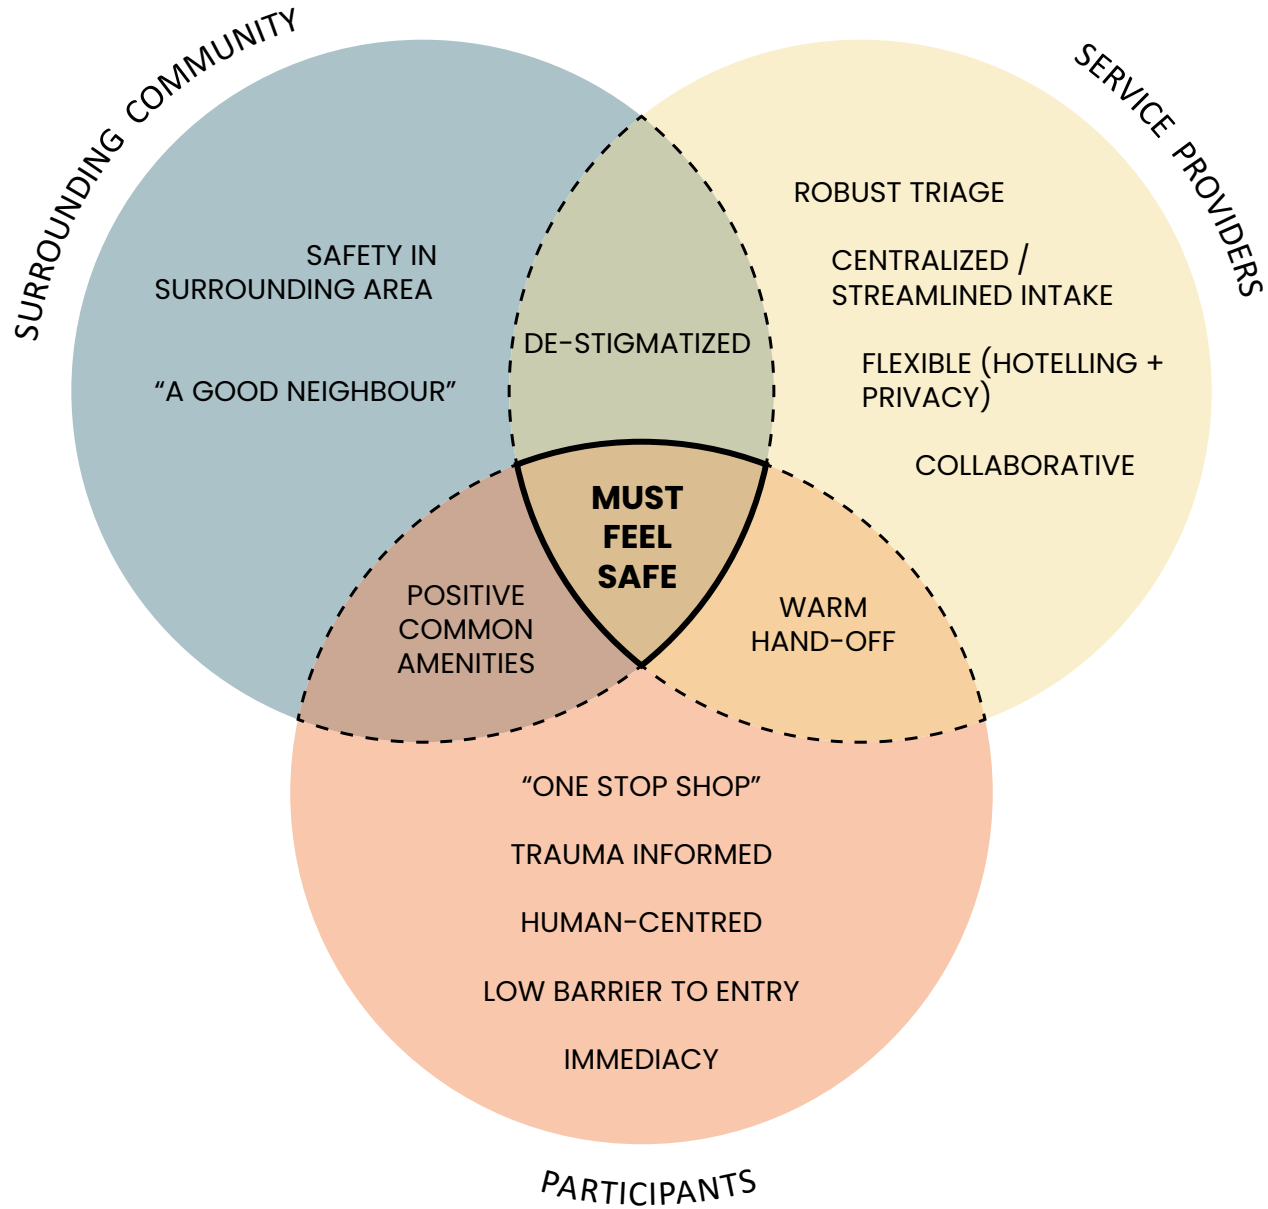 SURROUNDING COMMUNITY
SERVICE PROVIDERS
SAFETY IN
SURROUNDING AREA
“A GOOD NEIGHBOUR”
DE-STIGMATIZED
ROBUST TRIAGE
CENTRALIZED /
STREAMLINED INTAKE
FLEXIBLE (HOTELLING +
PRIVACY)
COLLABORATIVE
MUST
FEEL
SAFE
POSITIVE
COMMON
AMENITIES
WARM
HAND-OFF
“ONE STOP SHOP”
TRAUMA INFORMED
HUMAN-CENTRED
LOW BARRIER TO ENTRY
IMMEDIACY
PARTICIPANTS